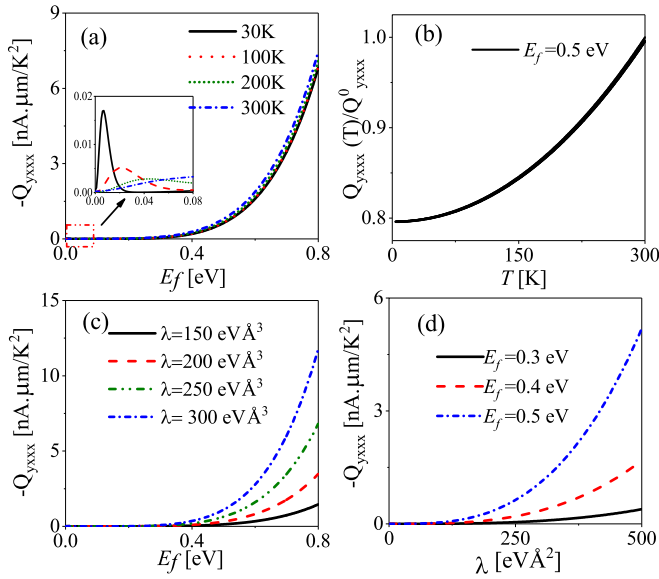 (a)
30K
100K
200K
300K
-Q_yxxx [nA.μm/K²]
9
6
3
0
0.02
0.01
0.00
0.00 0.04 0.08
0.0 0.4 0.8
E_f [eV]
(b)
E_f=0.5 eV
Q_yxxx (T)/Q⁰_yxxx
1.0
0.9
0.8
0 150 300
T [K]
(c)
λ=150 eVÅ³
λ=200 eVÅ³
λ=250 eVÅ³
λ= 300 eVÅ³
-Q_yxxx [nA.μm/K²]
15
13
10
8
5
3
0
0.0 0.4 0.8
E_f [eV]
(d)
E_f=0.3 eV
E_f=0.4 eV
E_f=0.5 eV
-Q_yxxx [nA.μm/K²]
6
3
0
0 250 500
λ [eVÅ²]